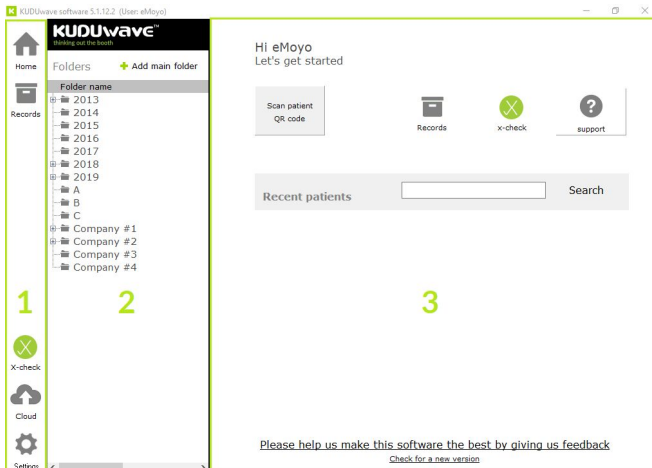 KUDUwave software 5.1.12.2 (User: eMoyo)
Home
Records
1
X-check
Cloud
Settings
KUDUwave™
thinking out the booth
Folders + Add main folder
Folder name
2013
2014
2015
2016
2017
2018
2019
A
B
C
Company #1
Company #2
Company #3
Company #4
2
Hi eMoyo
Let's get started
Scan patient
QR code
Records
x-check
support
Recent patients Search
3
Please help us make this software the best by giving us feedback
Check for a new version